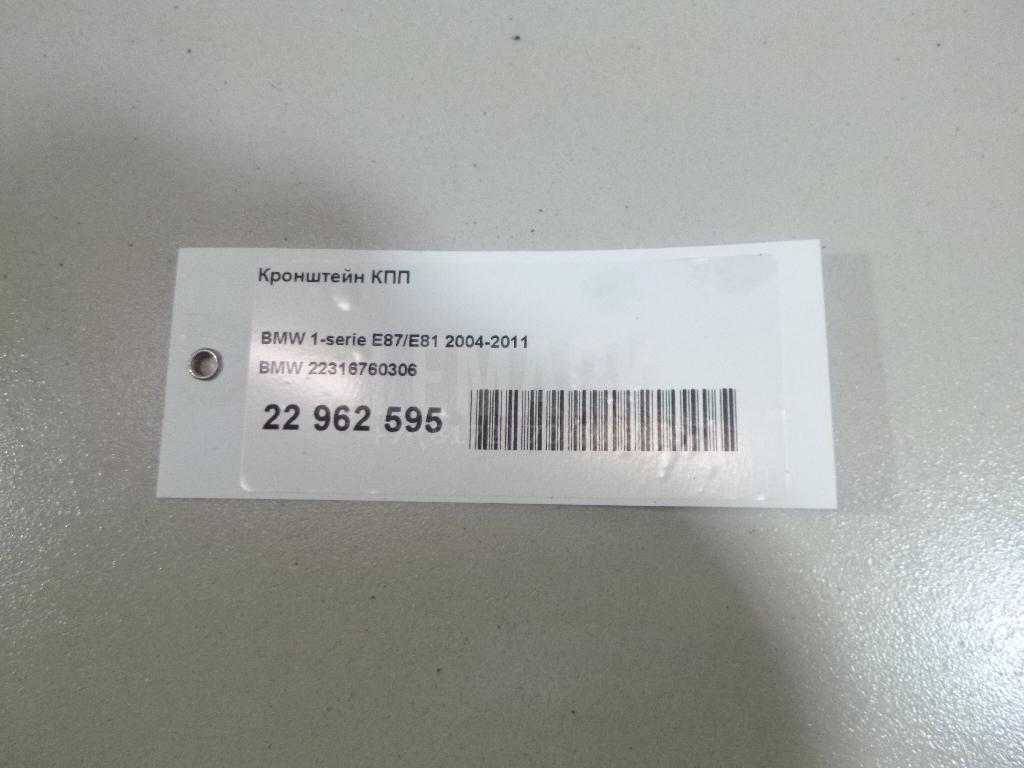 Кронштейн КПП
BMW 1-serie E87/E81 2004-2011
BMW 22316760306
22 962 595